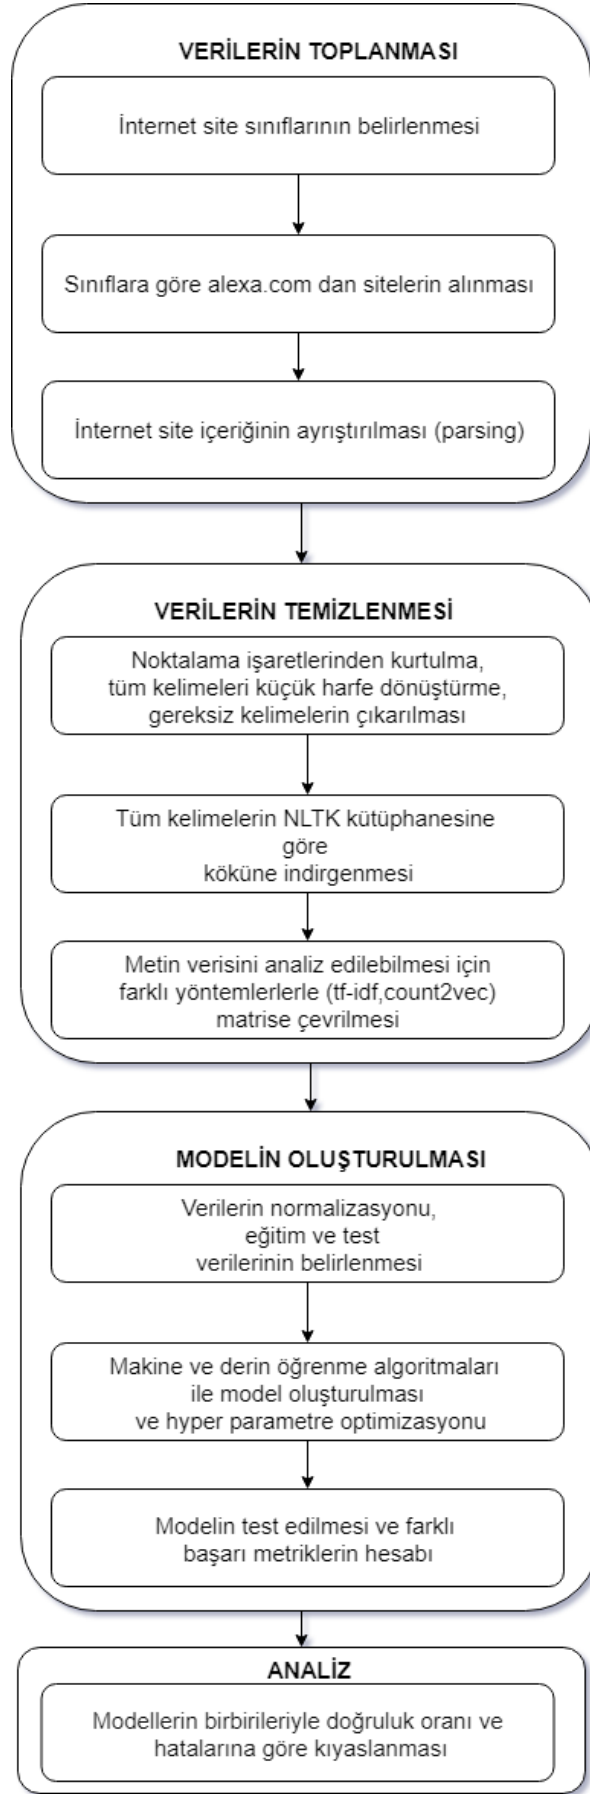 VERİLERİN TOPLANMASI
İnternet site sınıflarının belirlenmesi
Sınıflara göre alexa.com dan sitelerin alınması
İnternet site içeriğinin ayrıştırılması (parsing)
VERİLERİN TEMİZLENMESİ
Noktalama işaretlerinden kurtulma,
tüm kelimeleri küçük harfe dönüştürme,
gereksiz kelimelerin çıkarılması
Tüm kelimelerin NLTK kütüphanesine
göre
köküne indirgenmesi
Metin verisini analiz edilebilmesi için
farklı yöntemlerlerle (tf-idf,count2vec)
matrise çevrilmesi
MODELİN OLUŞTURULMASI
Verilerin normalizasyonu,
eğitim ve test
verilerinin belirlenmesi
Makine ve derin öğrenme algoritmaları
ile model oluşturulması
ve hyper parametre optimizasyonu
Modelin test edilmesi ve farklı
başarı metriklerin hesabı
ANALİZ
Modellerin birbirileriyle doğruluk oranı ve
hatalarına göre kıyaslanması